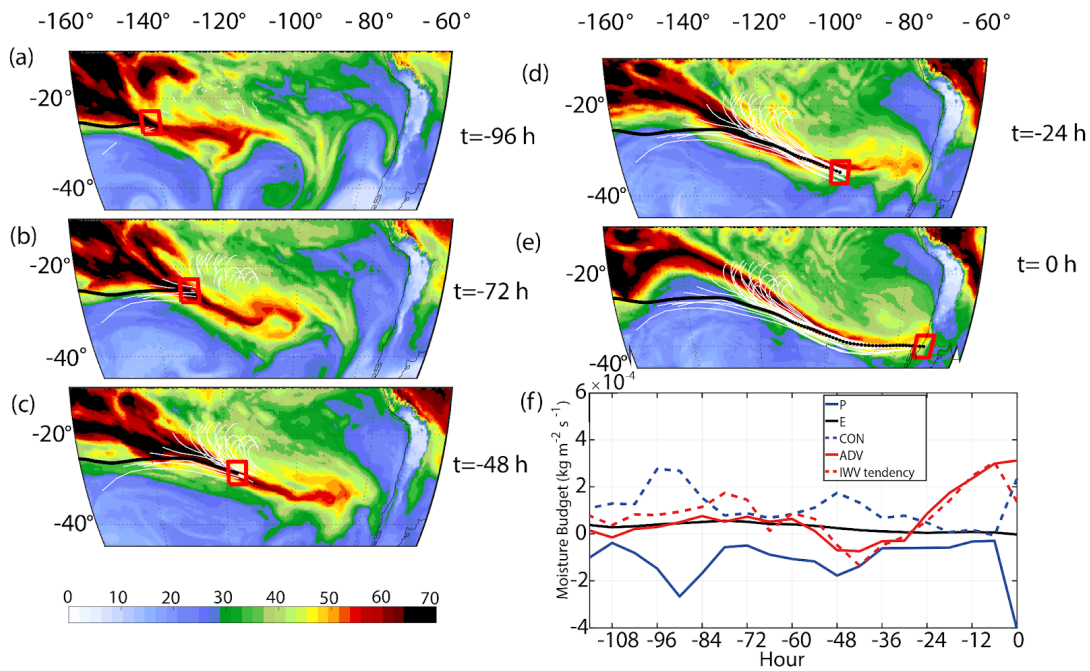 -160° -140° -120° -100° -80° -60°
-160° -140° -120° -100° -80° -60°
(a)
-20°
-40°
t=-96 h
(b)
-20°
-40°
t=-72 h
(c)
-20°
-40°
t=-48 h
0 10 20 30 40 50 60 70
(d)
-20°
-40°
t=-24 h
(e)
-20°
-40°
t= 0 h
(f)
6 ×10⁻⁴
4
2
0
-2
-4
Moisture Budget (kg m⁻² s⁻¹)
P
E
CON
ADV
IWV tendency
-108 -96 -84 -72 -60 -48 -36 -24 -12 0
Hour